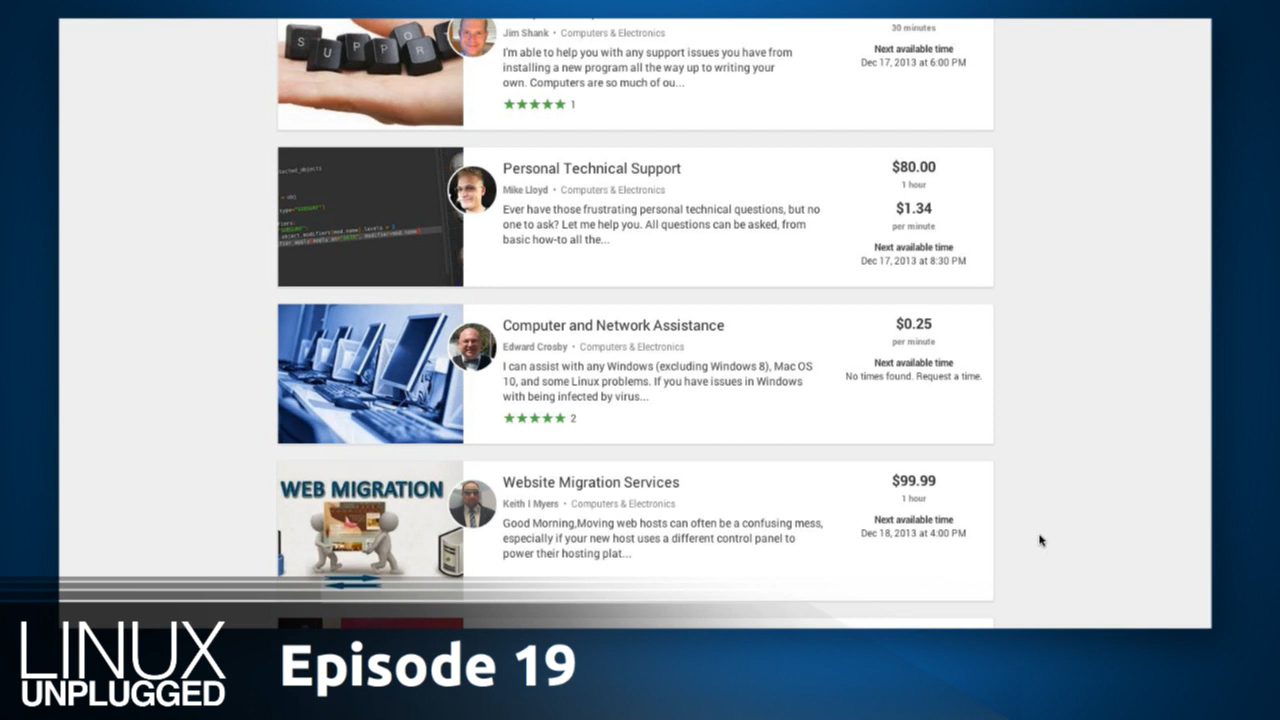 S U P P O R
Jim Shank • Computers & Electronics
I'm able to help you with any support issues you have from
installing a new program all the way up to writing your
own. Computers are so much of ou...
1
30 minutes
Next available time
Dec 17, 2013 at 6:00 PM
Personal Technical Support
Mike Lloyd • Computers & Electronics
Ever have those frustrating personal technical questions, but no
one to ask? Let me help you. All questions can be asked, from
basic how-to all the...
$80.00
1 hour
$1.34
per minute
Next available time
Dec 17, 2013 at 8:30 PM
Computer and Network Assistance
Edward Crosby • Computers & Electronics
I can assist with any Windows (excluding Windows 8), Mac OS
10, and some Linux problems. If you have issues in Windows
with being infected by virus...
2
$0.25
per minute
Next available time
No times found. Request a time.
WEB MIGRATION
Website Migration Services
Keith I Myers • Computers & Electronics
Good Morning,Moving web hosts can often be a confusing mess,
especially if your new host uses a different control panel to
power their hosting plat...
$99.99
1 hour
Next available time
Dec 18, 2013 at 4:00 PM
LINUX
UNPLUGGED
Episode 19